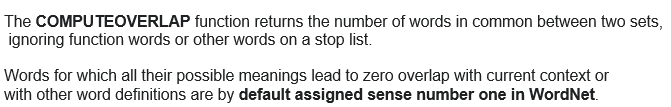 The COMPUTEOVERLAP function returns the number of words in common between two sets,
ignoring function words or other words on a stop list.
Words for which all their possible meanings lead to zero overlap with current context or
with other word definitions are by default assigned sense number one in WordNet.